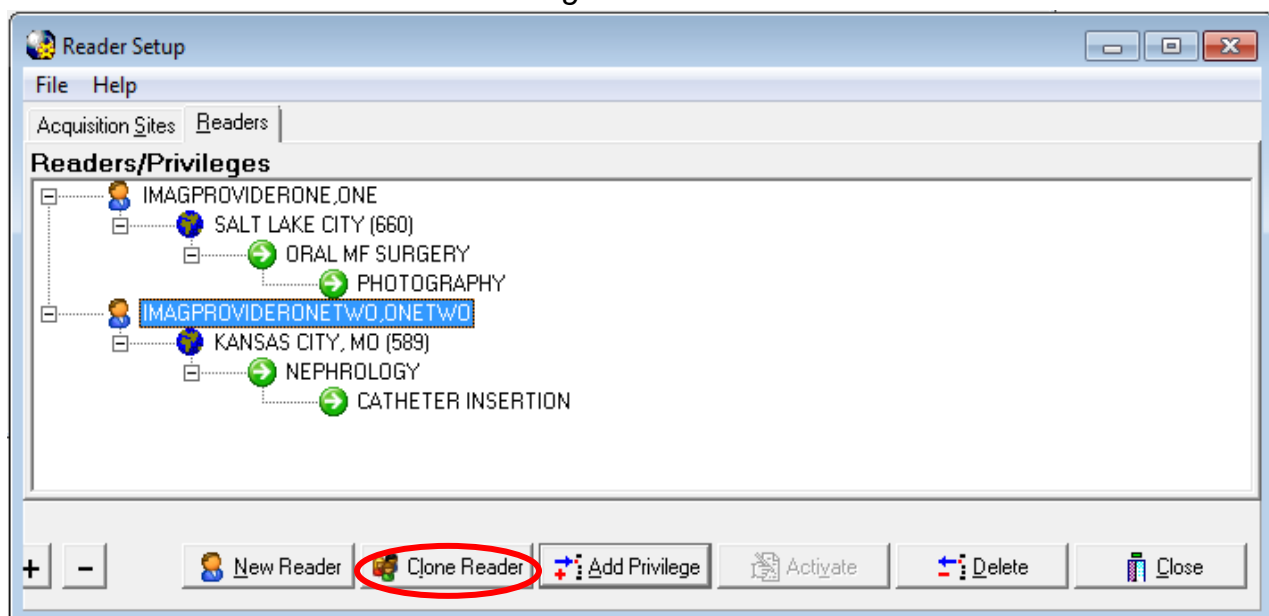 Reader Setup
File Help
Acquisition Sites Readers
Readers/Privileges
IMAGPROVIDERONE,ONE
SALT LAKE CITY (660)
ORAL MF SURGERY
PHOTOGRAPHY
IMAGPROVIDERONETWO,ONETWO
KANSAS CITY, MO (589)
NEPHROLOGY
CATHETER INSERTION
+ - New Reader Clone Reader Add Privilege Activate Delete Close